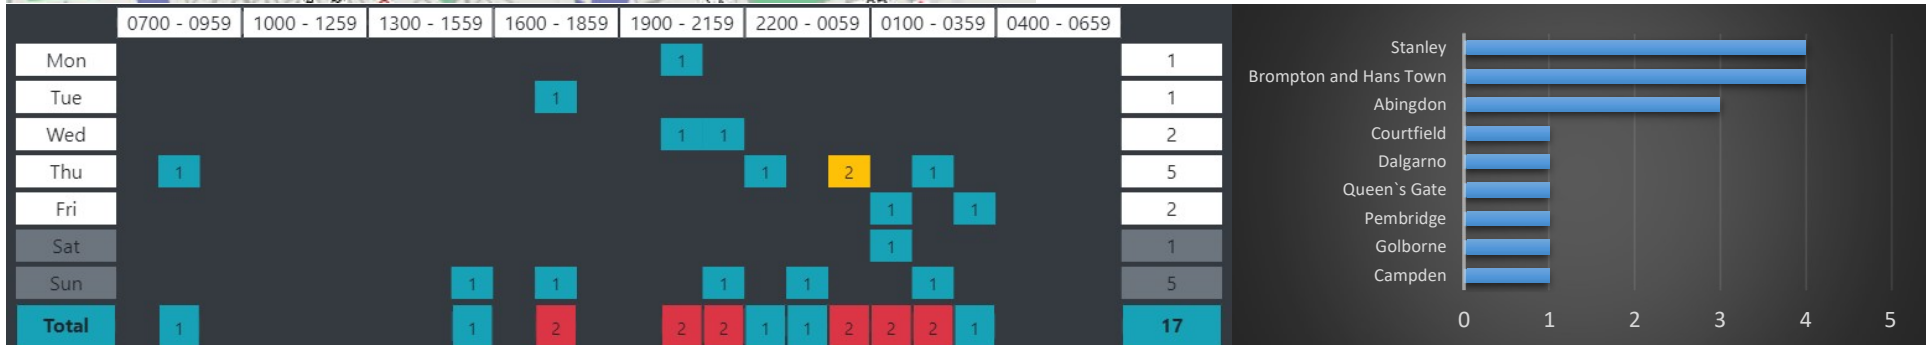 0700 - 0959 1000 - 1259 1300 - 1559 1600 - 1859 1900 - 2159 2200 - 0059 0100 - 0359 0400 - 0659
Mon 1 1
Tue 1 1
Wed 1 1 2
Thu 1 1 2 1 5
Fri 1 1 2
Sat 1 1
Sun 1 1 1 1 1 5
Total 1 1 2 2 2 1 1 2 2 2 1 17
Stanley
Brompton and Hans Town
Abingdon
Courtfield
Dalgarno
Queen`s Gate
Pembridge
Golborne
Campden
0 1 2 3 4 5